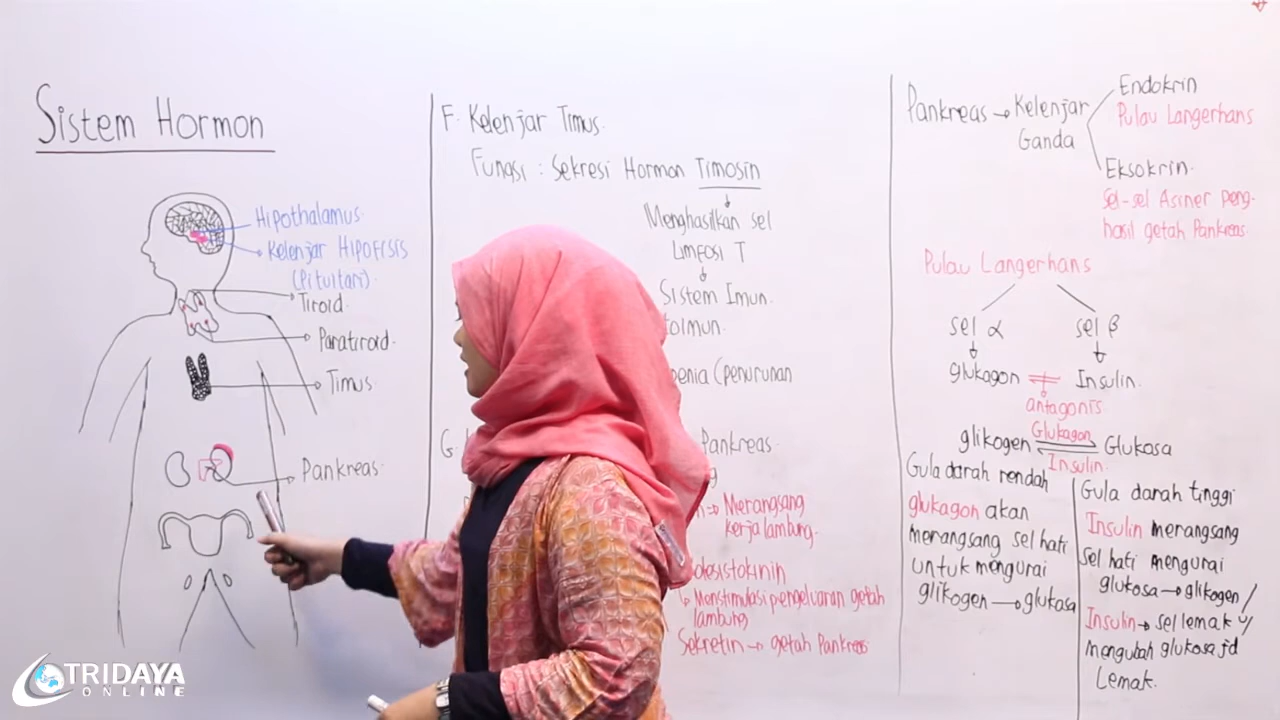 Sistem Hormon
Hipothalamus
Kelenjar HIPOFISIS
(Pituitari)
Tiroid
Paratiroid
Timus
Pankreas
F. Kelenjar Timus
Fungsi : Sekresi Hormon Timosin
Menghasilkan sel
Limfosi T
Sistem Imun
(penurunan
G.
Pankreas
Merangsang
kerja lambung.
Menstimulasi pengeluaran getah
lambung
Sekretin → getah Pankreas
Pankreas → Kelenjar
Ganda
Endokrin
Pulau Langerhans
Eksokrin
Sel-sel Asiner peng-
hasil getah Pankreas.
Pulau Langerhans
sel α
sel β
glukagon
Insulin
antagonis
Glukagon
glikogen
Glukosa
Insulin
Gula darah rendah
glukagon akan
merangsang sel hati
untuk mengurai
glikogen → glukosa
Gula darah tinggi
Insulin merangsang
sel hati mengurai
glukosa → glikogen /
Insulin → sel lemak u/
mengubah glukosa jd
Lemak.
TRIDAYA
ONLINE